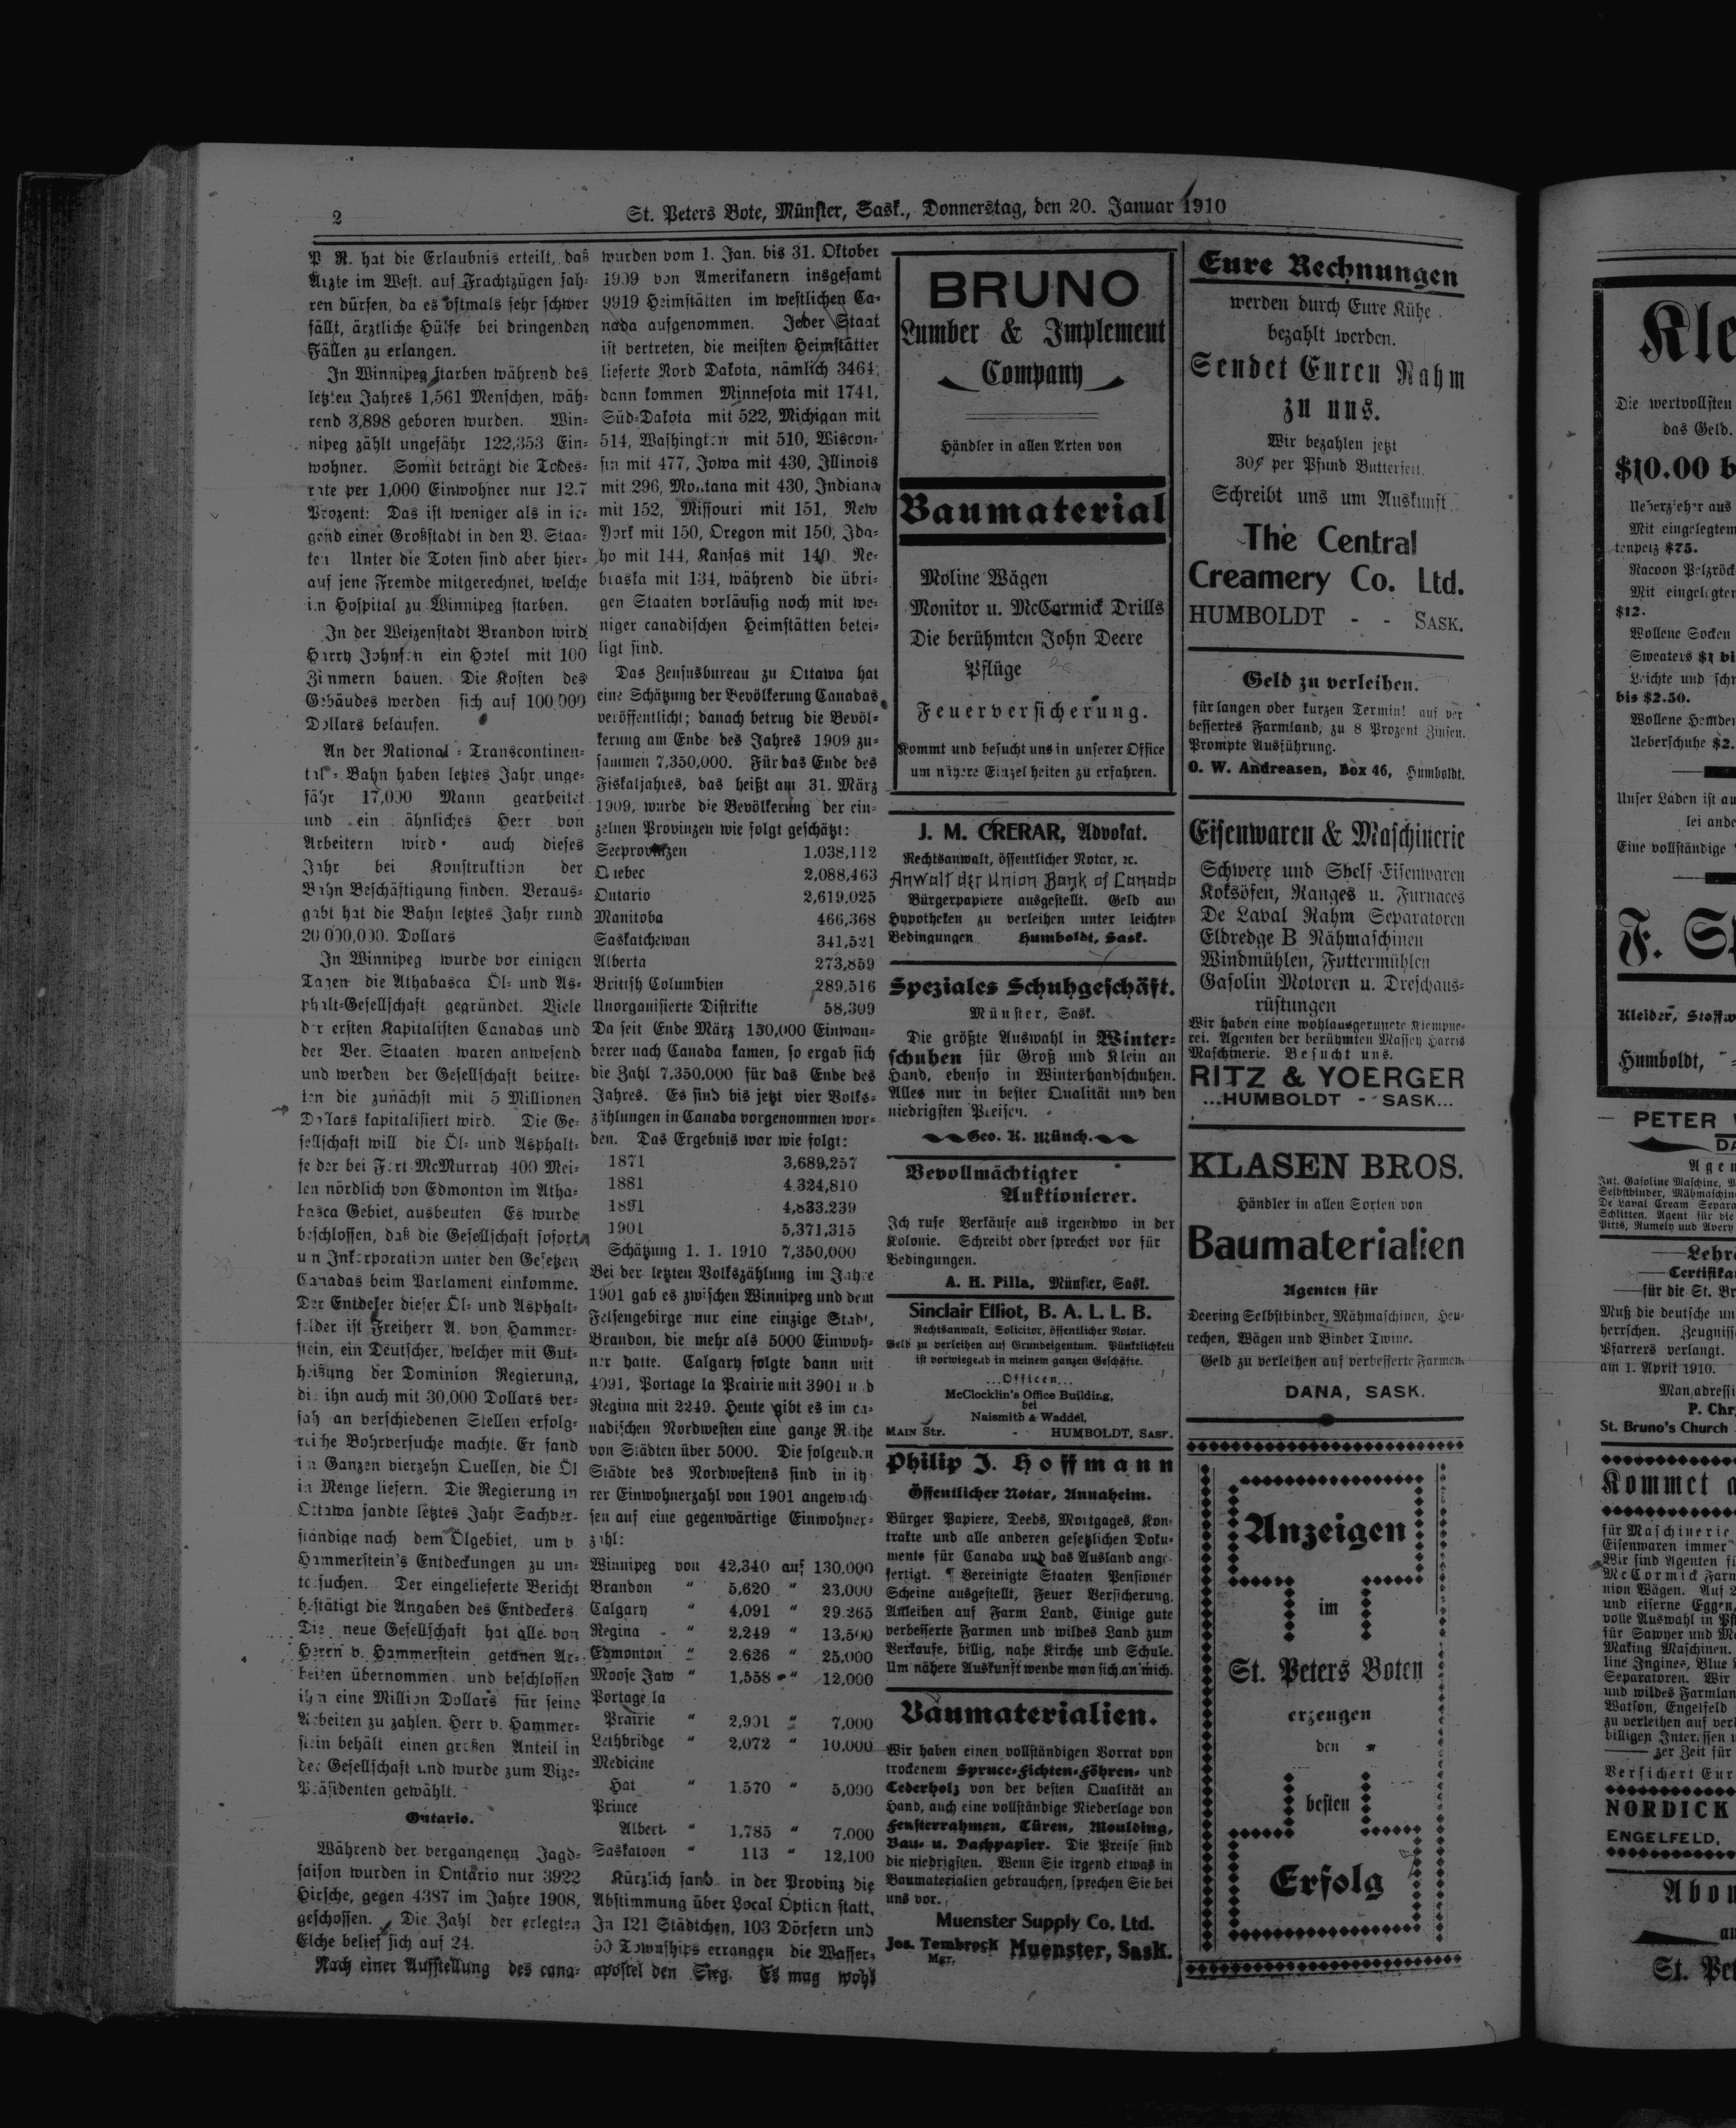 2
St. Peters Bote, Münster, Sask., Donnerstag, den 20. Januar 1910
P. R. hat die Erlaubnis erteilt, daß
Ärzte im West. auf Frachtzügen fah-
ren dürfen, da es oftmals sehr schwer
fällt, ärztliche Hülfe bei dringenden
Fällen zu erlangen.
In Winnipeg starben während des
letzten Jahres 1,561 Menschen, wäh-
rend 3,898 geboren wurden. Win-
nipeg zählt ungefähr 122,353 Ein-
wohner. Somit beträgt die Todes-
rate per 1,000 Einwohner nur 12.7
Prozent: Das ist weniger als in ir-
gend einer Großstadt in den V. Staa-
ten Unter die Toten sind aber hier-
auf jene Fremde mitgerechnet, welche
im Hospital zu Winnipeg starben.
In der Weizenstadt Brandon wird
Harry Johnson ein Hotel mit 100
Zimmern bauen. Die Kosten des
Gebäudes werden sich auf 100,000
Dollars belaufen.
An der National-Transcontinen-
tal-Bahn haben letztes Jahr unge-
fähr 17,000 Mann gearbeitet
und ein ähnliches Herr von
Arbeitern wird auch dieses
Jahr bei Konstruktion der
Bahn Beschäftigung finden. Veraus-
gabt hat die Bahn letztes Jahr rund
20 000,000. Dollars
In Winnipeg wurde vor einigen
Tagen die Athabasca Öl- und As-
phalt-Gesellschaft gegründet. Viele
der ersten Kapitalisten Canadas und
der Ver. Staaten waren anwesend
und werden der Gesellschaft beitre-
ten die zunächst mit 5 Millionen
Dollars kapitalisiert wird. Die Ge-
sellschaft will die Öl- und Asphalt-
felder bei Fort McMurray 400 Mei-
len nördlich von Edmonton im Atha-
basca Gebiet, ausbeuten Es wurde
beschlossen, daß die Gesellschaft sofort
um Inkorporation unter den Gesetzen
Canadas beim Parlament einkomme.
Der Entdeker dieser Öl- und Asphalt-
felder ist Freiherr A. von Hammer-
stein, ein Deutscher, welcher mit Gut-
heißung der Dominion Regierung,
die ihn auch mit 30,000 Dollars ver-
sah an verschiedenen Stellen erfolg-
reiche Bohrversuche machte. Er fand
im Ganzen vierzehn Quellen, die Öl
in Menge liefern. Die Regierung in
Ottawa sandte letztes Jahr Sachver-
ständige nach dem Ölgebiet, um v.
Hammerstein's Entdeckungen zu un-
tersuchen. Der eingelieferte Bericht
bestätigt die Angaben des Entdeckers
Die neue Gesellschaft hat alle von
Herrn v. Hammerstein getanen Ar-
beiten übernommen und beschlossen
ihm eine Million Dollars für seine
Arbeiten zu zahlen. Herr v. Hammer-
stein behält einen großen Anteil in
der Gesellschaft und wurde zum Vize-
Präsidenten gewählt.
Ontario.
Während der vergangenen Jagd-
saison wurden in Ontario nur 3922
Hirsche, gegen 4387 im Jahre 1908,
geschossen. Die Zahl der erlegten
Elche belief sich auf 24.
Nach einer Aufstellung des cana-
wurden vom 1. Jan. bis 31. Oktober
1909 von Amerikanern insgesamt
9919 Heimstätten im westlichen Ca-
nada aufgenommen. Jeder Staat
ist vertreten, die meisten Heimstätter
lieferte Nord Dakota, nämlich 3464;
dann kommen Minnesota mit 1741,
Süd-Dakota mit 522, Michigan mit
514, Washington mit 510, Wiscon-
sin mit 477, Iowa mit 430, Illinois
mit 296, Montana mit 430, Indiana
mit 152, Missouri mit 151, New
York mit 150, Oregon mit 150, Ida-
ho mit 144, Kansas mit 140. Ne-
braska mit 134, während die übri-
gen Staaten vorläufig noch mit we-
niger canadischen Heimstätten betei-
ligt sind.
Das Zensusbureau zu Ottawa hat
eine Schätzung der Bevölkerung Canadas
veröffentlicht; danach betrug die Bevöl-
kerung am Ende des Jahres 1909 zu-
sammen 7,350,000. Für das Ende des
Fiskaljahres, das heißt am 31. März
1909, wurde die Bevölkerung der ein-
zelnen Provinzen wie folgt geschätzt:
Seeprovinzen 1,038,112
Quebec 2,088,463
Ontario 2,619,025
Manitoba 466,368
Saskatchewan 341,521
Alberta 273,859
British Columbien 289,516
Unorganisierte Distrikte 58,309
Da seit Ende März 130,000 Einwan-
derer nach Canada kamen, so ergab sich
die Zahl 7,350,000 für das Ende des
Jahres. Es sind bis jetzt vier Volks-
zählungen in Canada vorgenommen wor-
den. Das Ergebnis war wie folgt:
1871 3,689,257
1881 4,324,810
1891 4,833.239
1901 5,371,315
Schätzung 1. 1. 1910 7,350,000
Bei der letzten Volkszählung im Jahre
1901 gab es zwischen Winnipeg und dem
Felsengebirge nur eine einzige Stadt,
Brandon, die mehr als 5000 Einwoh-
ner hatte. Calgary folgte dann mit
4091, Portage la Prairie mit 3901 und
Regina mit 2249. Heute gibt es im ca-
nadischen Nordwesten eine ganze Reihe
von Städten über 5000. Die folgenden
Städte des Nordwestens sind in ih-
rer Einwohnerzahl von 1901 angewach-
sen auf eine gegenwärtige Einwohner-
zahl:
Winnipeg von 42,340 auf 130,000
Brandon " 5,620 " 23,000
Calgary " 4,091 " 29.265
Regina " 2,249 " 13,500
Edmonton " 2.626 " 25,000
Moose Jaw " 1,558 " 12,000
Portage la
Prairie " 2,901 " 7,000
Lethbridge " 2,072 " 10,000
Medicine
Hat " 1.570 " 5,000
Prince
Albert " 1,785 " 7,000
Saskatoon " 113 " 12,100
Kürzlich fand in der Provinz die
Abstimmung über Local Option statt.
In 121 Städtchen, 103 Dörfern und
50 Townships errangen die Wasser-
apostel den Sieg. Es mag wohl
BRUNO
Lumber & Implement
Company
Händler in allen Arten von
Baumaterial
Moline Wägen
Monitor u. McCormick Drills
Die berühmten John Deere
Pflüge
Feuerversicherung.
Kommt und besucht uns in unserer Office
um nähere Einzelheiten zu erfahren.
J. M. CRERAR, Advokat.
Rechtsanwalt, öffentlicher Notar, ꝛc.
Anwalt der Union Bank of Canada
Bürgerpapiere ausgestellt. Geld auf
Hypotheken zu verleihen unter leichten
Bedingungen Humboldt, Sask.
Speziales Schuhgeschäft.
Münster, Sask.
Die größte Auswahl in Winter-
schuhen für Groß und Klein an
Hand, ebenso in Winterhandschuhen.
Alles nur in bester Qualität und den
niedrigsten Preisen.
Geo. K. Münch.
Bevollmächtigter
Auktionierer.
Ich rufe Verkäufe aus irgendwo in der
Kolonie. Schreibt oder sprechet vor für
Bedingungen.
A. H. Pilla, Münster, Sask.
Sinclair Elliot, B. A. L. L. B.
Rechtsanwalt, Solicitor, öffentlicher Notar.
Geld zu verleihen auf Grundeigentum. Pünktlichkeit
ist vorwiegend in meinem ganzen Geschäfte.
...Officen...
McClocklin's Office Building,
bei
Naismith & Waddel,
MAIN Str. - HUMBOLDT, SASK.
Philip J. Hoffmann
Öffentlicher Notar, Annaheim.
Bürger Papiere, Deeds, Mortgages, Kon-
trakte und alle anderen gesetzlichen Doku-
mente für Canada und das Ausland ange-
fertigt. ¶ Vereinigte Staaten Pensioner
Scheine ausgestellt, Feuer Versicherung,
Anleihen auf Farm Land, Einige gute
verbesserte Farmen und wildes Land zum
Verkaufe, billig, nahe Kirche und Schule.
Um nähere Auskunft wende man sich an mich.
Baumaterialien.
Wir haben einen vollständigen Vorrat von
trockenem Spruce-Fichten-Föhren- und
Cederholz von der besten Qualität an
Hand, auch eine vollständige Niederlage von
Fensterrahmen, Türen, Moulding,
Bau- u. Dachpapier. Die Preise sind
die niedrigsten. Wenn Sie irgend etwas in
Baumaterialien gebrauchen, sprechen Sie bei
uns vor.
Muenster Supply Co. Ltd.
Jos. Tembrock Muenster, Sask.
Mgr,
Eure Rechnungen
werden durch Eure Kühe
bezahlt werden.
Sendet Euren Rahm
zu uns.
Wir bezahlen jetzt
30¢ per Pfund Butterfett.
Schreibt uns um Auskunft
The Central
Creamery Co. Ltd.
HUMBOLDT - - SASK.
Geld zu verleihen.
für langen oder kurzen Termin! auf ver
bessertes Farmland, zu 8 Prozent Zinsen.
Prompte Ausführung.
O. W. Andreasen, Box 46, Humboldt.
Eisenwaren & Maschinerie
Schwere und Shelf Eisenwaren
Koksöfen, Ranges u. Furnaces
De Laval Rahm Separatoren
Eldredge B Nähmaschinen
Windmühlen, Futtermühlen
Gasolin Motoren u. Dreschaus-
rüstungen
Wir haben eine wohlausgerüstete Klempne-
rei. Agenten der berühmten Massey Harris
Maschinerie. Besucht uns.
RITZ & YOERGER
...HUMBOLDT - SASK...
KLASEN BROS.
Händler in allen Sorten von
Baumaterialien
Agenten für
Deering Selbstbinder, Mähmaschinen, Heu-
rechen, Wägen und Binder Twine.
Geld zu verleihen auf verbesserte Farmen
DANA, SASK.
Anzeigen
im
St. Peters Boten
erzeugen
den
besten
Erfolg
Kle
Die wertvollsten
das Geld.
$10.00 b
Ueberzieher aus
Mit eingelegtem
$75.
Racoon Pelzröck
$12.
Wollene Socken
Sweaters $1 bi
bis $2.50.
Wollene Hemden
Ueberschuhe $2.
Unser Laden ist au
Eine vollständige
F. Sp
Kleider, Stoffw
Humboldt,
PETER
DA
Lehre
Certifika
für die St. Br
Muß die deutsche un
herrschen. Zeugniss
Pfarrers verlangt.
am 1. April 1910.
Man adressi
P. Chr
St. Bruno's Church
Kommet
für Maschinerie
Eisenwaren immer
Wir sind Agenten fü
McCormick Farm
NORDICK
ENGELFELD,
Abon
St. Pet